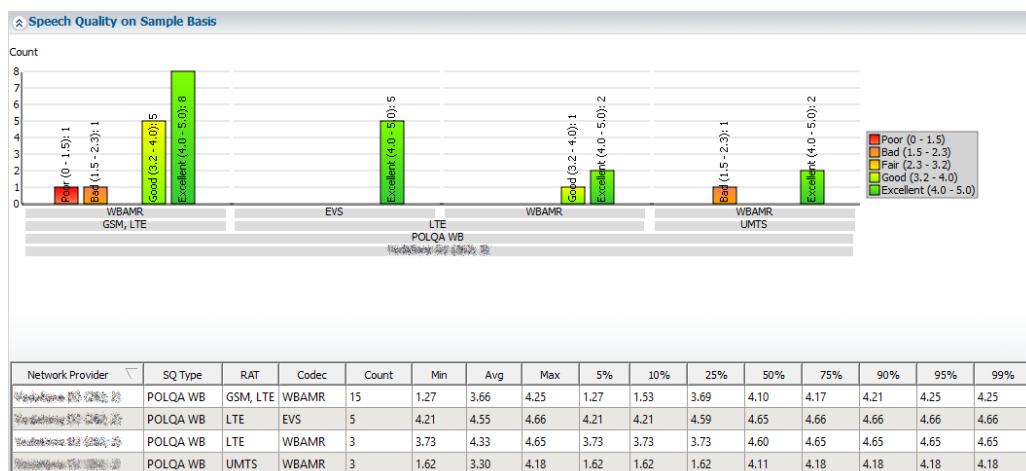 Speech Quality on Sample Basis
Count
8
7
6
5
4
3
2
1
0
Poor (0 - 1.5): 1
Bad (1.5 - 2.3): 1
Good (3.2 - 4.0): 5
Excellent (4.0 - 5.0): 8
Excellent (4.0 - 5.0): 5
Good (3.2 - 4.0): 1
Excellent (4.0 - 5.0): 2
Bad (1.5 - 2.3): 1
Excellent (4.0 - 5.0): 2
Poor (0 - 1.5)
Bad (1.5 - 2.3)
Fair (2.3 - 3.2)
Good (3.2 - 4.0)
Excellent (4.0 - 5.0)
WBAMR EVS WBAMR WBAMR
GSM, LTE LTE UMTS
POLQA WB
Network Provider SQ Type RAT Codec Count Min Avg Max 5% 10% 25% 50% 75% 90% 95% 99%
POLQA WB GSM, LTE WBAMR 15 1.27 3.66 4.25 1.27 1.53 3.69 4.10 4.17 4.21 4.25 4.25
POLQA WB LTE EVS 5 4.21 4.55 4.66 4.21 4.21 4.59 4.65 4.66 4.66 4.66 4.66
POLQA WB LTE WBAMR 3 3.73 4.33 4.65 3.73 3.73 3.73 4.60 4.65 4.65 4.65 4.65
POLQA WB UMTS WBAMR 3 1.62 3.30 4.18 1.62 1.62 1.62 4.11 4.18 4.18 4.18 4.18